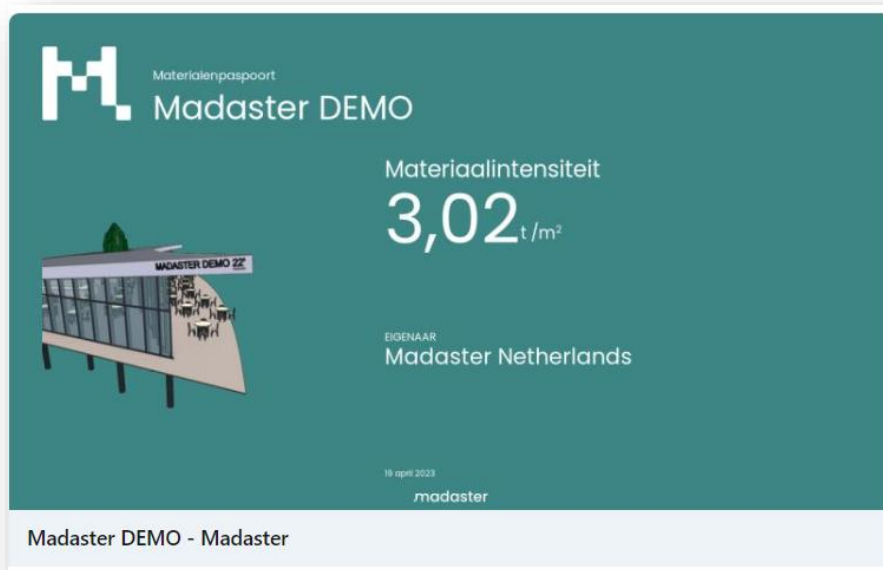 Materialenpaspoort
Madaster DEMO
Materiaalintensiteit
3,02 t /m²
MADASTER DEMO 22'
EIGENAAR
Madaster Netherlands
19 april 2023
madaster
Madaster DEMO - Madaster